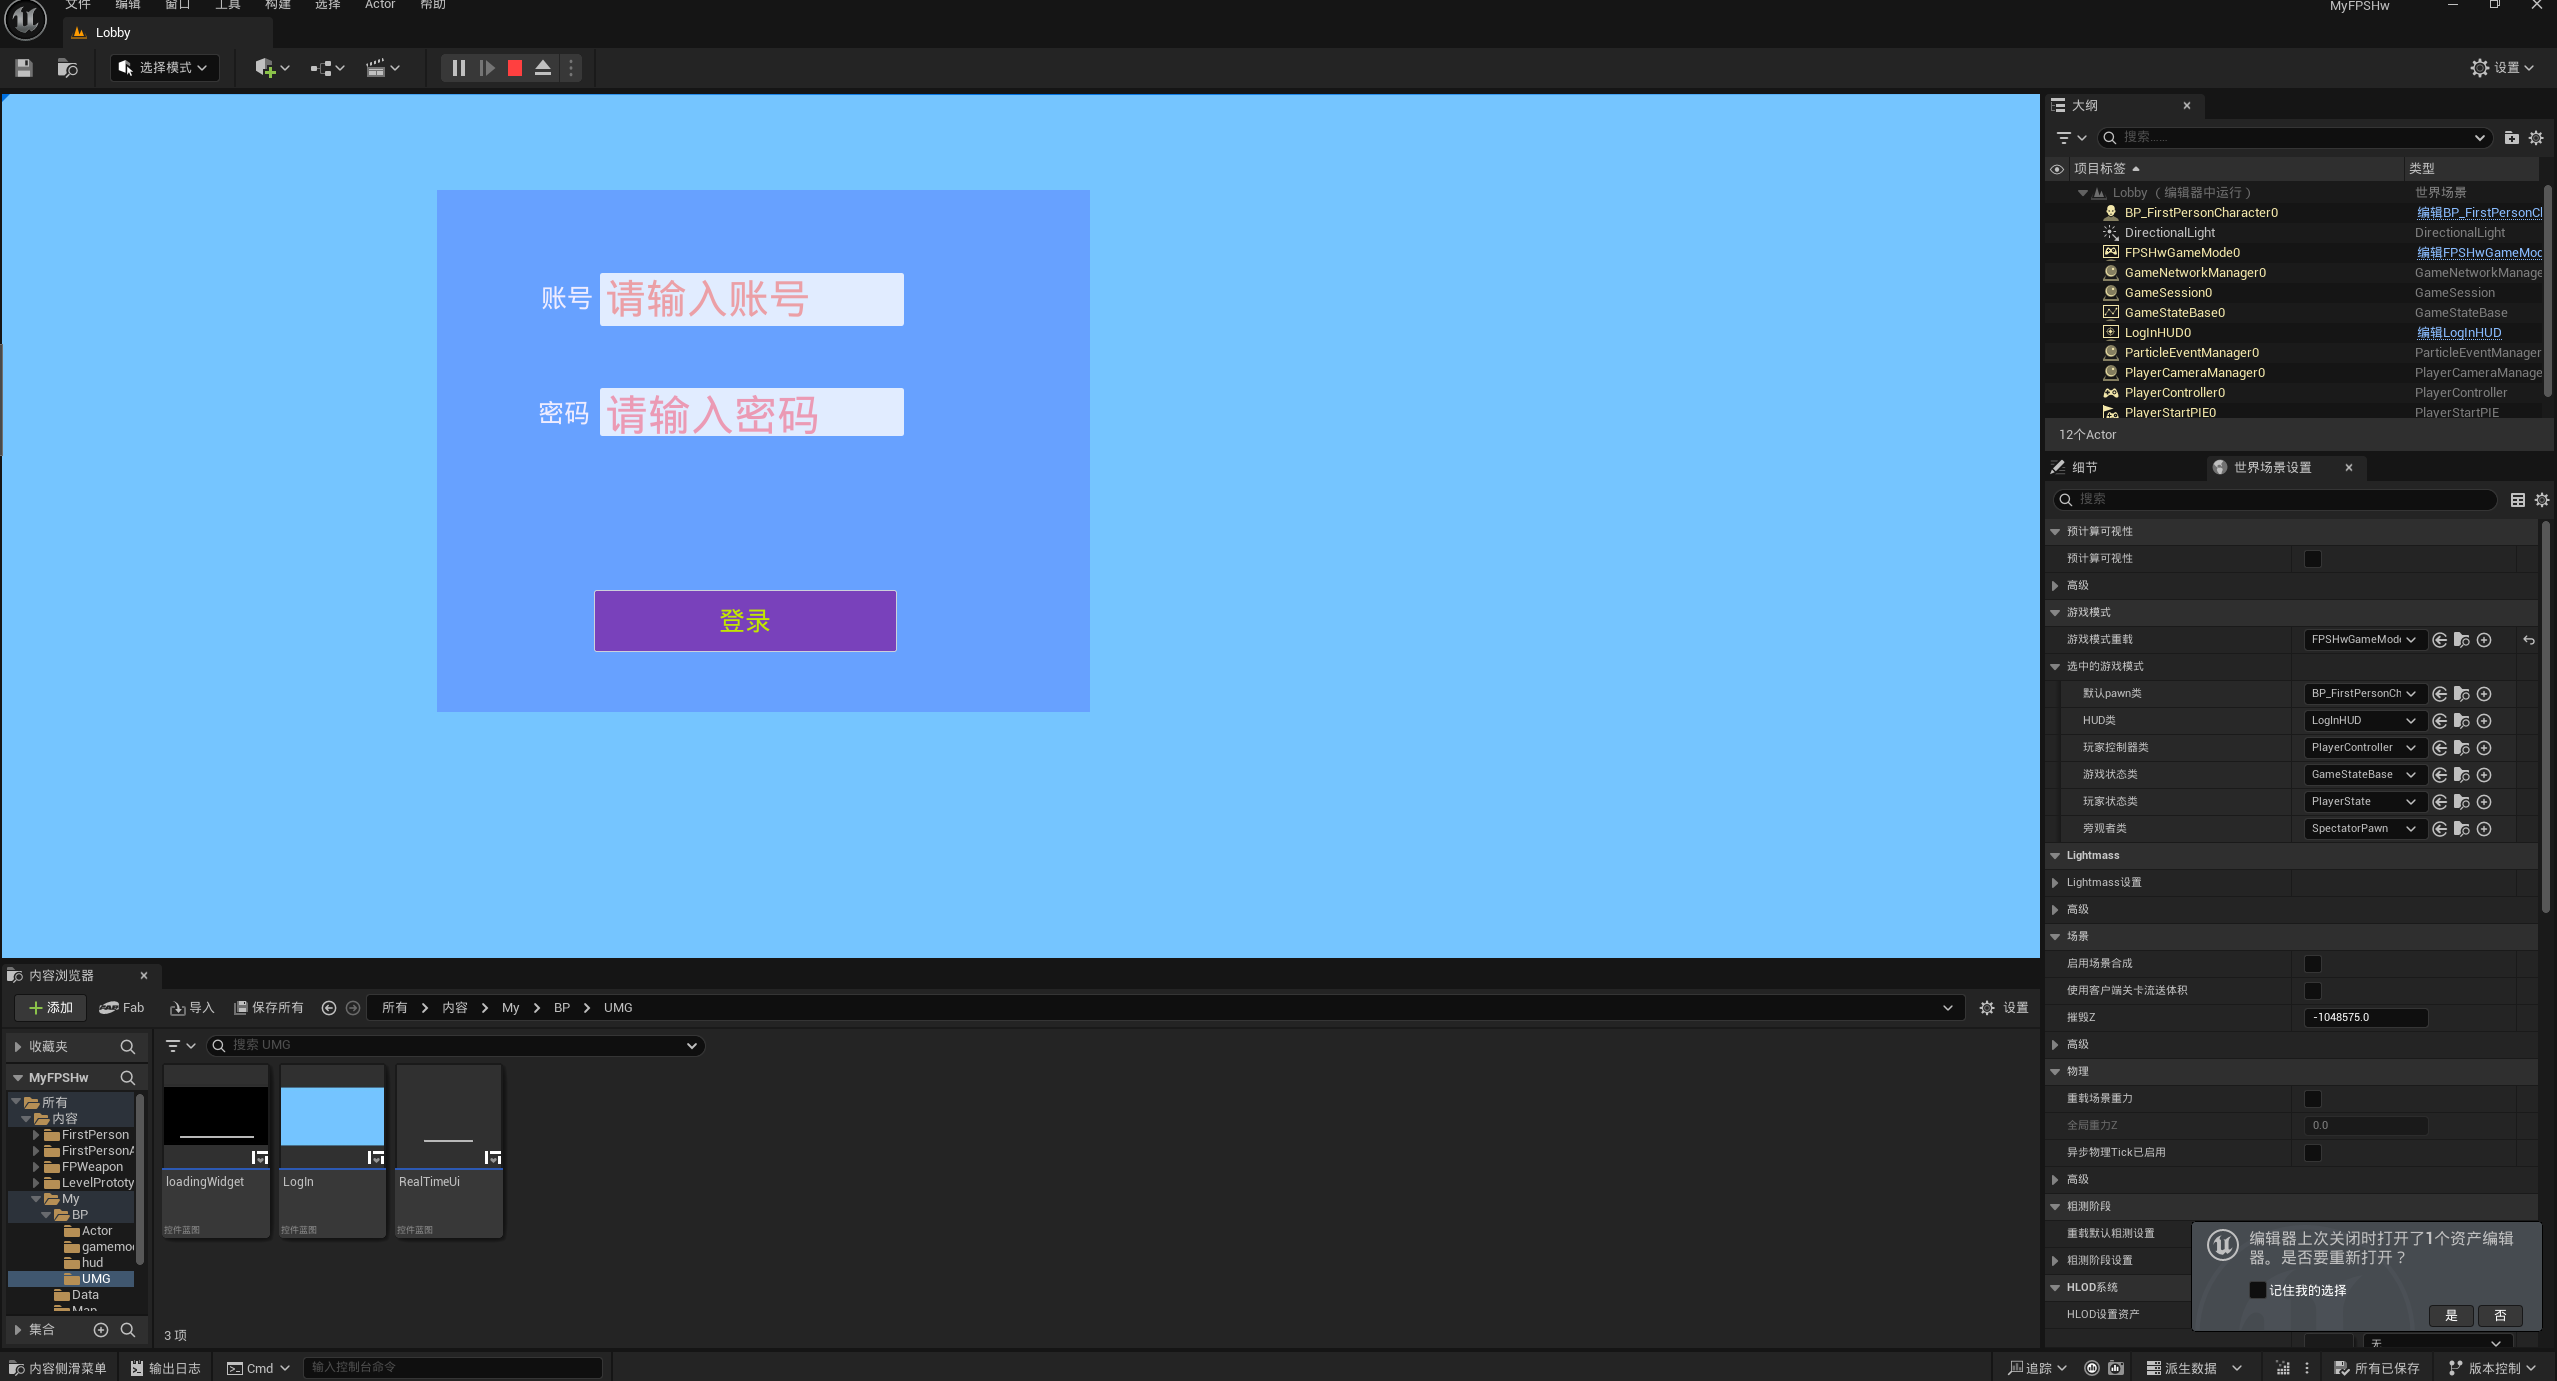 文件 编辑 窗口 工具 构建 选择 Actor 帮助
MyFPSHw
Lobby
选择模式
设置
账号 请输入账号
密码 请输入密码
登录
大纲
搜索......
项目标签 类型
Lobby（编辑器中运行） 世界场景
BP_FirstPersonCharacter0 编辑BP_FirstPersonCl
DirectionalLight DirectionalLight
FPSHwGameMode0 编辑FPSHwGameMoc
GameNetworkManager0 GameNetworkManage
GameSession0 GameSession
GameStateBase0 GameStateBase
LogInHUD0 编辑LogInHUD
ParticleEventManager0 ParticleEventManager
PlayerCameraManager0 PlayerCameraManage
PlayerController0 PlayerController
PlayerStartPIE0 PlayerStartPIE
12个Actor
细节 世界场景设置
搜索
预计算可视性
预计算可视性
高级
游戏模式
游戏模式重载 FPSHwGameMode
选中的游戏模式
默认pawn类 BP_FirstPersonCh
HUD类 LogInHUD
玩家控制器类 PlayerController
游戏状态类 GameStateBase
玩家状态类 PlayerState
旁观者类 SpectatorPawn
Lightmass
Lightmass设置
高级
场景
启用场景合成
使用客户端关卡流送体积
摧毁Z -1048575.0
高级
物理
重载场景重力
全局重力Z 0.0
异步物理Tick已启用
高级
粗测阶段
重载默认粗测设置
粗测阶段设置
HLOD系统
HLOD设置资产
无
编辑器上次关闭时打开了1个资产编辑
器。是否要重新打开？
记住我的选择
是 否
内容浏览器
添加 Fab 导入 保存所有 所有 内容 My BP UMG 设置
收藏夹
搜索 UMG
MyFPSHw
所有
内容
FirstPerson
FirstPersonA
FPWeapon
LevelPrototy
My
BP
Actor
gamemo
hud
UMG
Data
Map
集合
loadingWidget LogIn RealTimeUi
控件蓝图 控件蓝图 控件蓝图
3 项
内容侧滑菜单 输出日志 Cmd 输入控制台命令 追踪 派生数据 所有已保存 版本控制